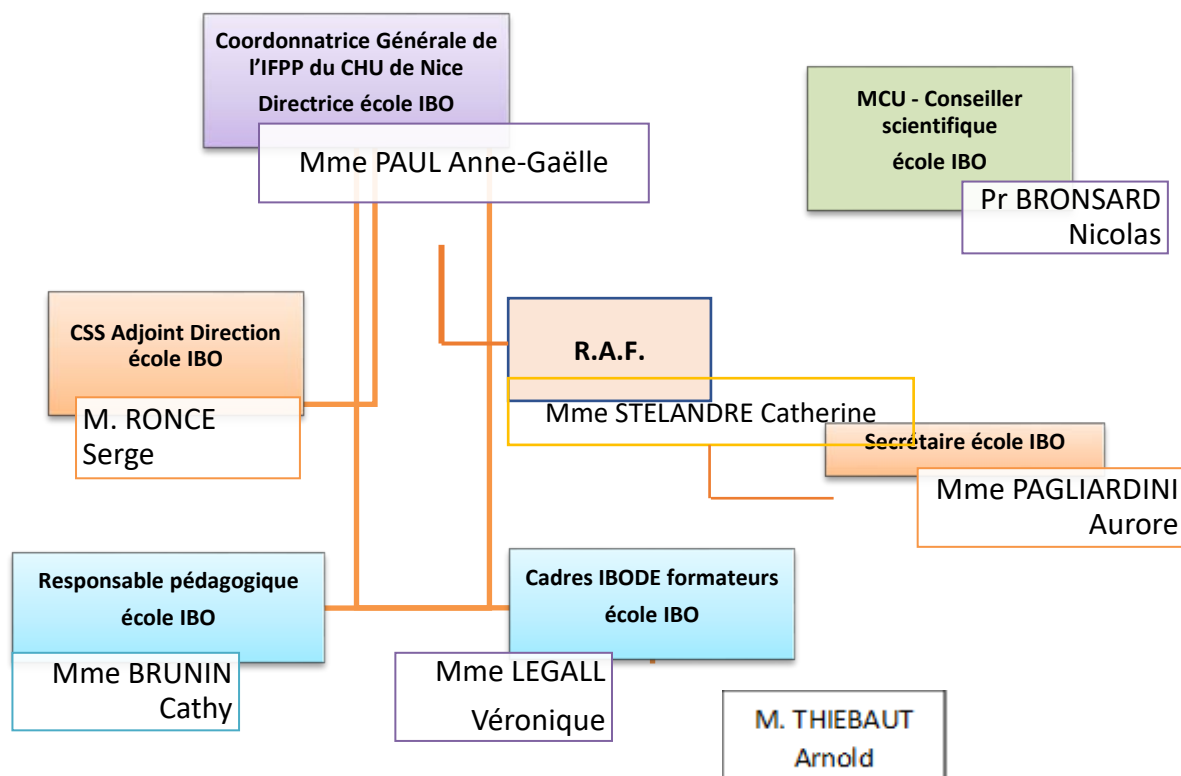 Coordonnatrice Générale de
l'IFPP du CHU de Nice
Directrice école IBO
Mme PAUL Anne-Gaëlle
MCU - Conseiller
scientifique
école IBO
Pr BRONSARD
Nicolas
CSS Adjoint Direction
école IBO
M. RONCE
Serge
R.A.F.
Mme STELANDRE Catherine
Secrétaire école IBO
Mme PAGLIARDINI
Aurore
Responsable pédagogique
école IBO
Mme BRUNIN
Cathy
Cadres IBODE formateurs
école IBO
Mme LEGALL
Véronique
M. THIEBAUT
Arnold